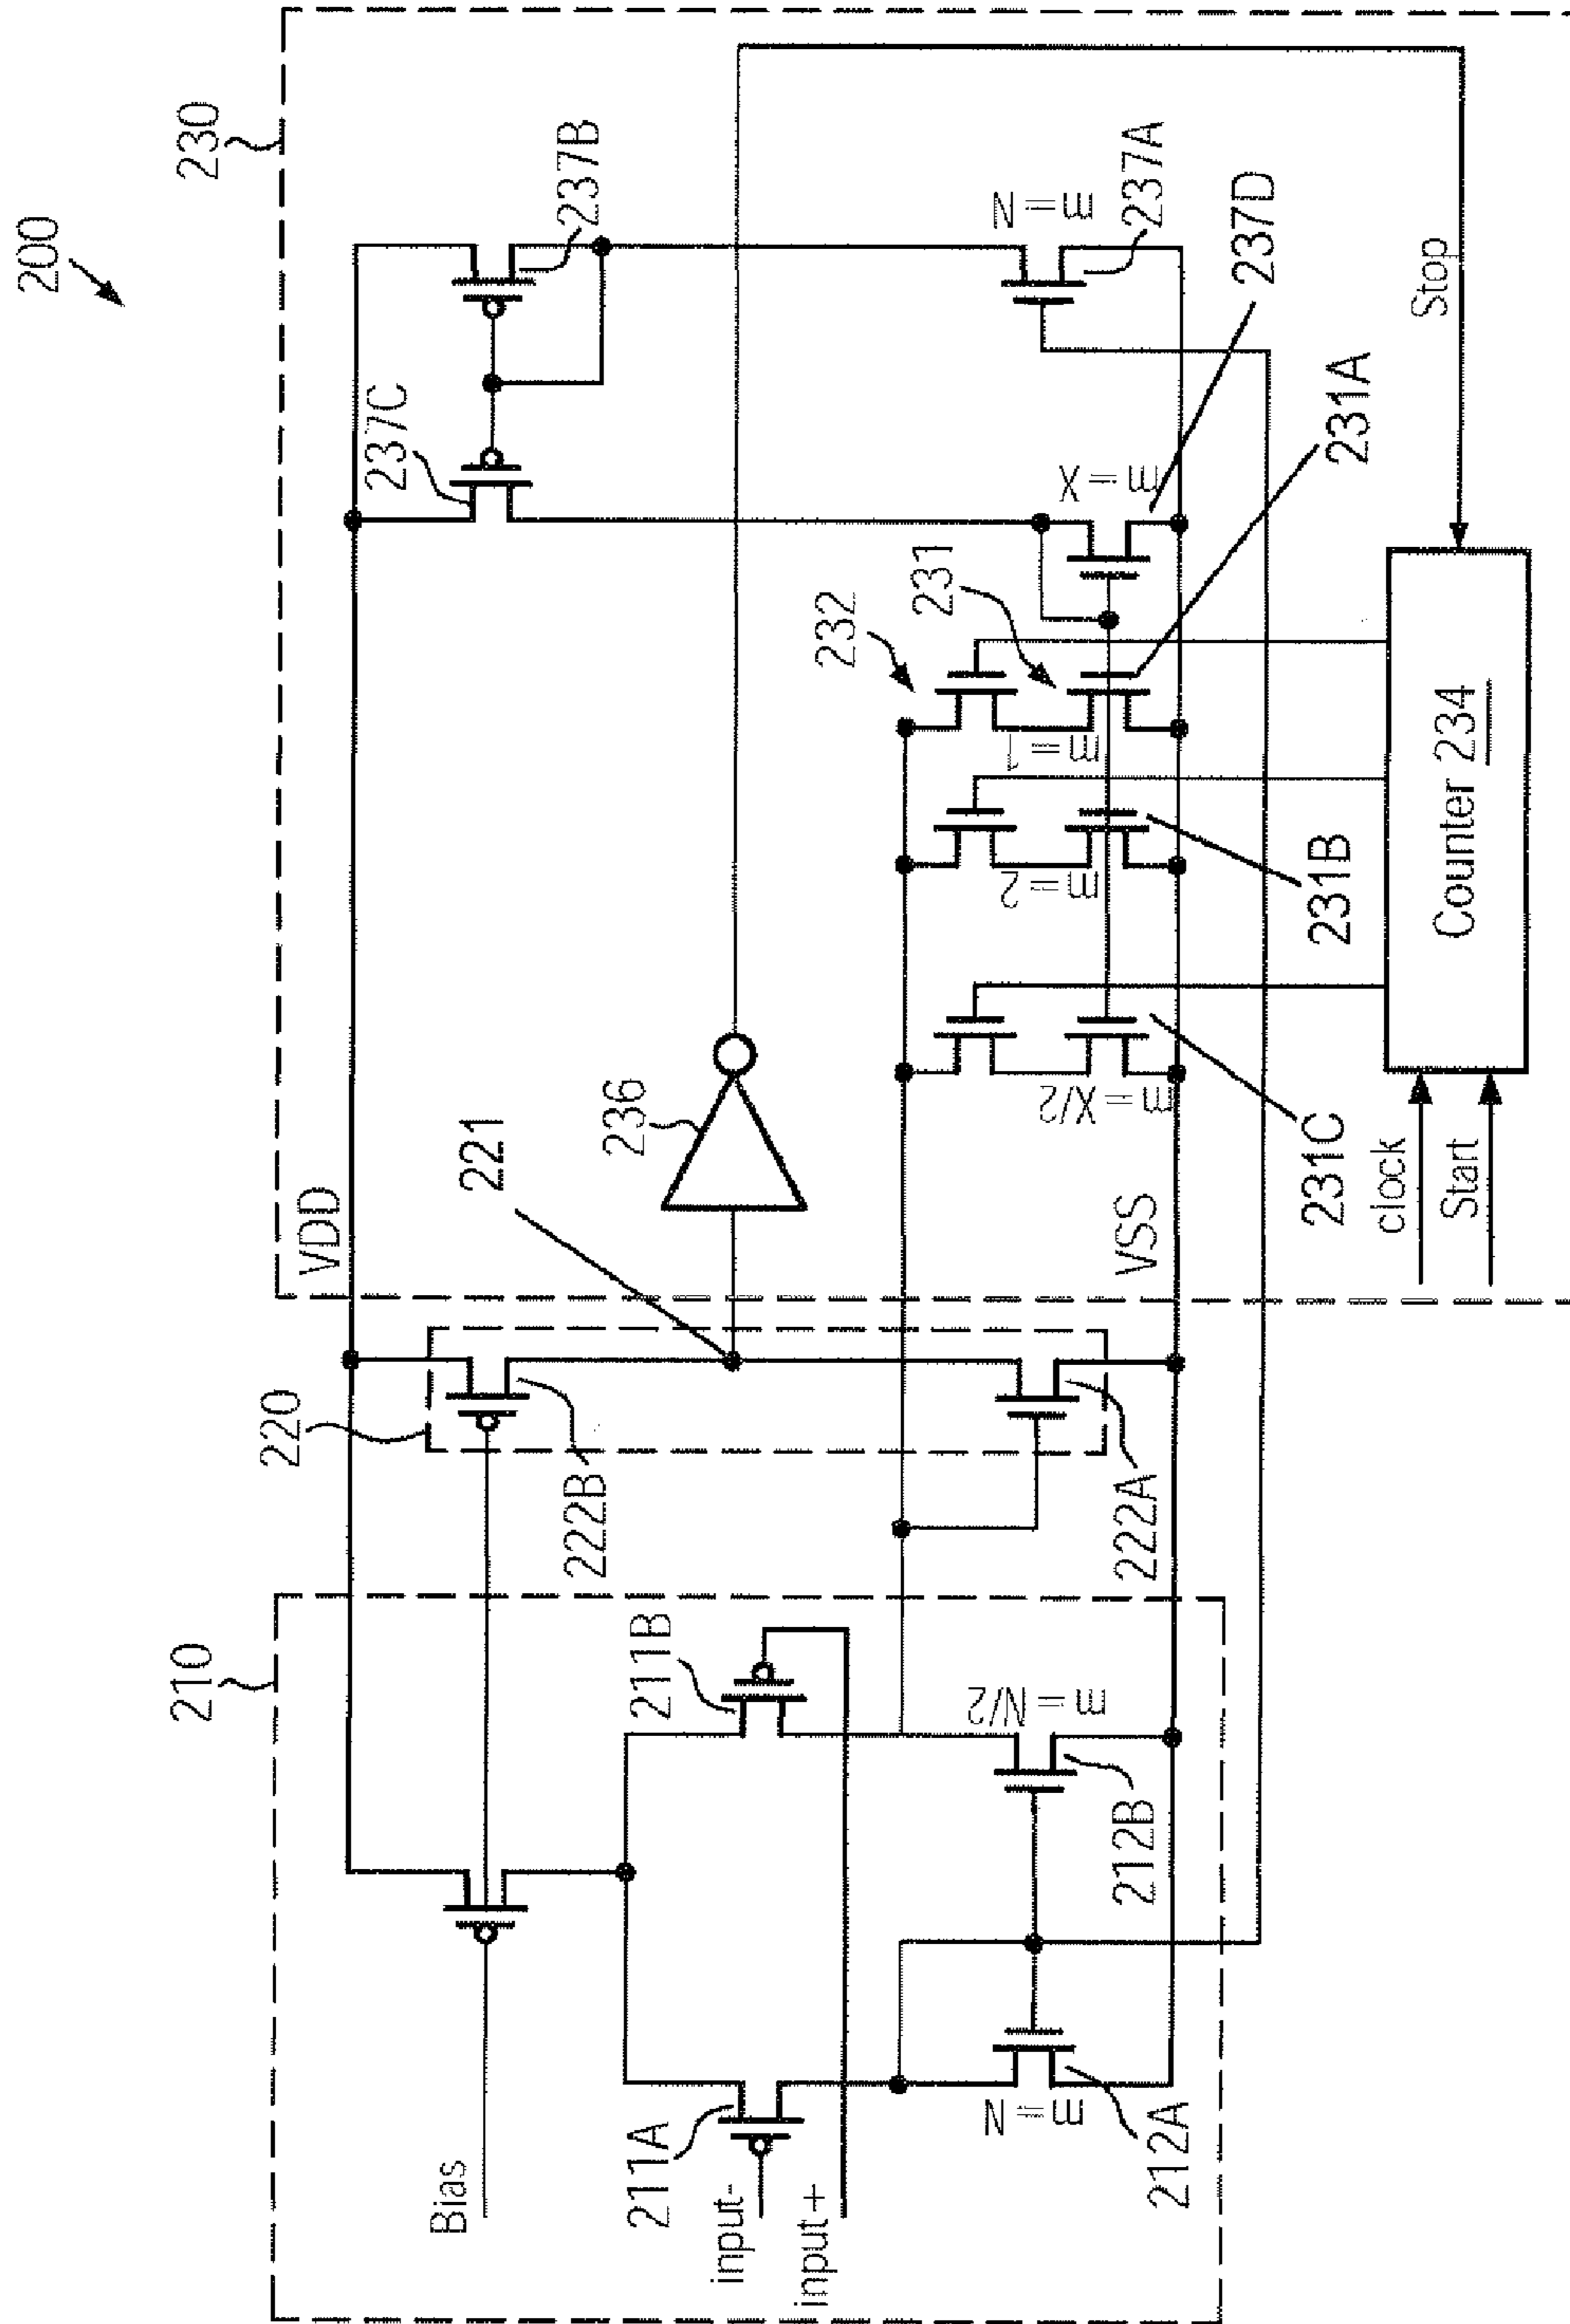 200
210
220
230
VDD
221
236
237C
237B
222B
Bias
211A
211B
input-
input+
232
231
m=N/2
m=N
212A
212B
222A
VSS
m=X/2
m=2
m=1
m=X
m=N
237A
237D
231A
231B
231C
clock
Start
Counter 234
Stop